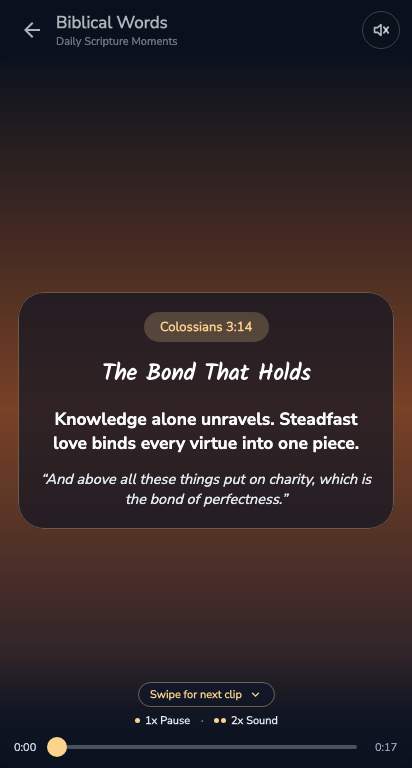 Biblical Words
Daily Scripture Moments
Colossians 3:14
The Bond That Holds
Knowledge alone unravels. Steadfast
love binds every virtue into one piece.
“And above all these things put on charity, which is
the bond of perfectness.”
Swipe for next clip
1x Pause · 2x Sound
0:00 0:17